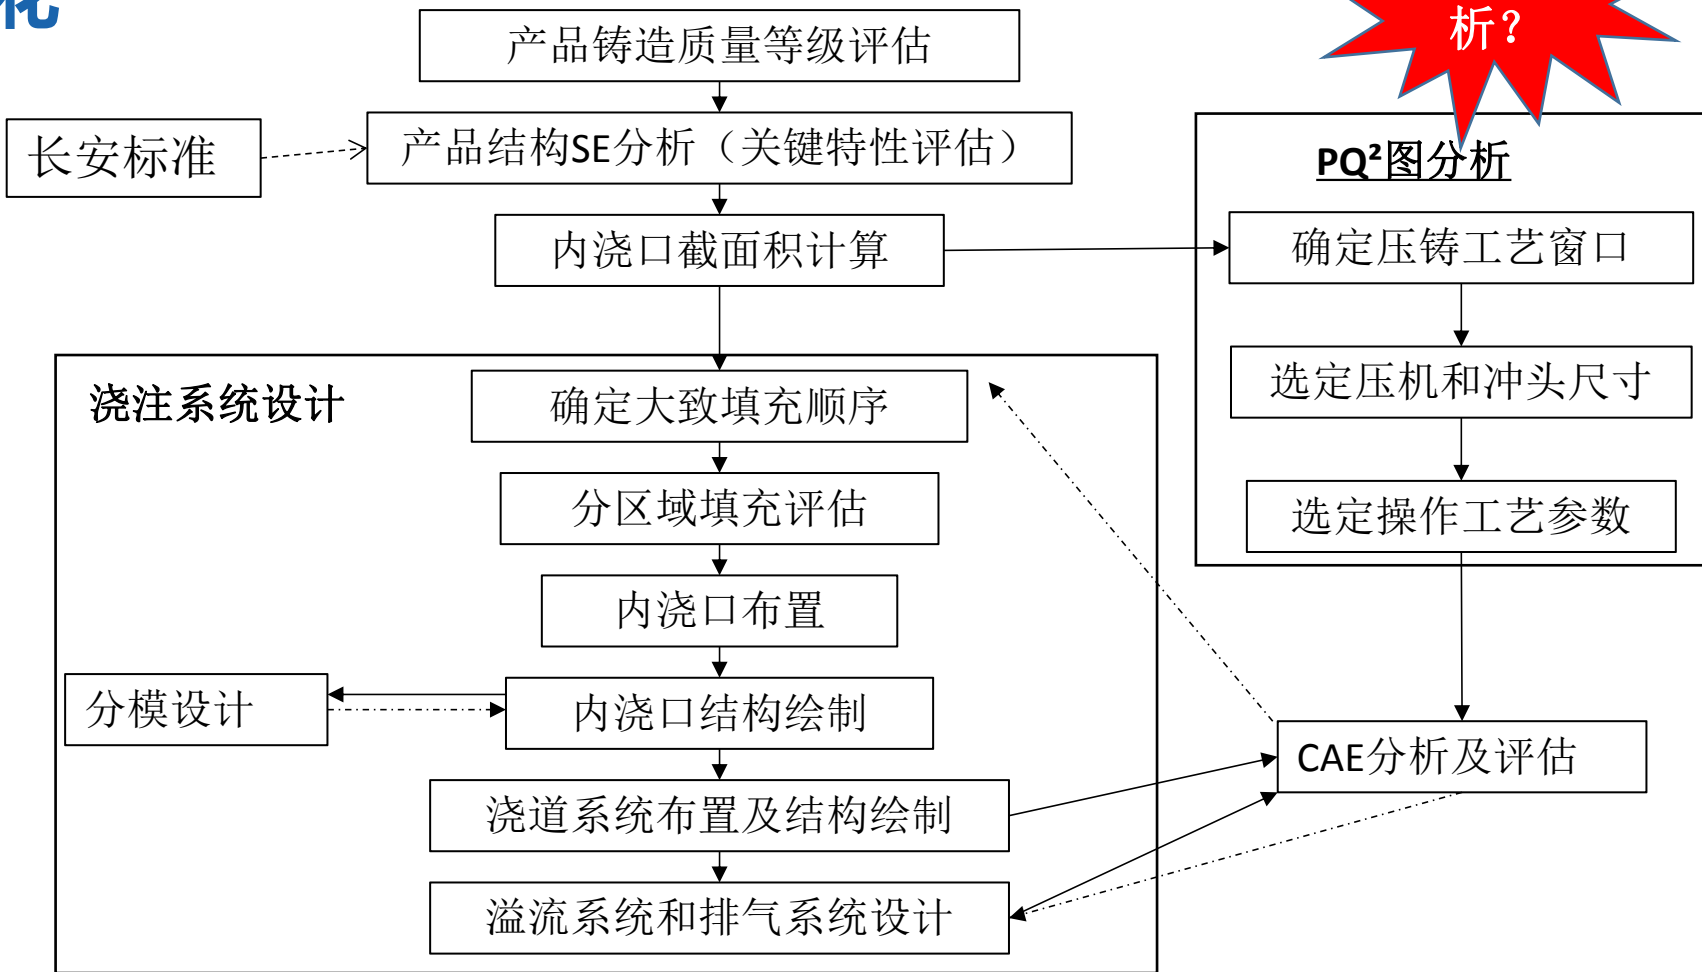 化
析？
产品铸造质量等级评估
长安标准
产品结构SE分析（关键特性评估）
PQ²图分析
内浇口截面积计算
确定压铸工艺窗口
浇注系统设计
确定大致填充顺序
选定压机和冲头尺寸
分区域填充评估
选定操作工艺参数
内浇口布置
分模设计
内浇口结构绘制
CAE分析及评估
浇道系统布置及结构绘制
溢流系统和排气系统设计